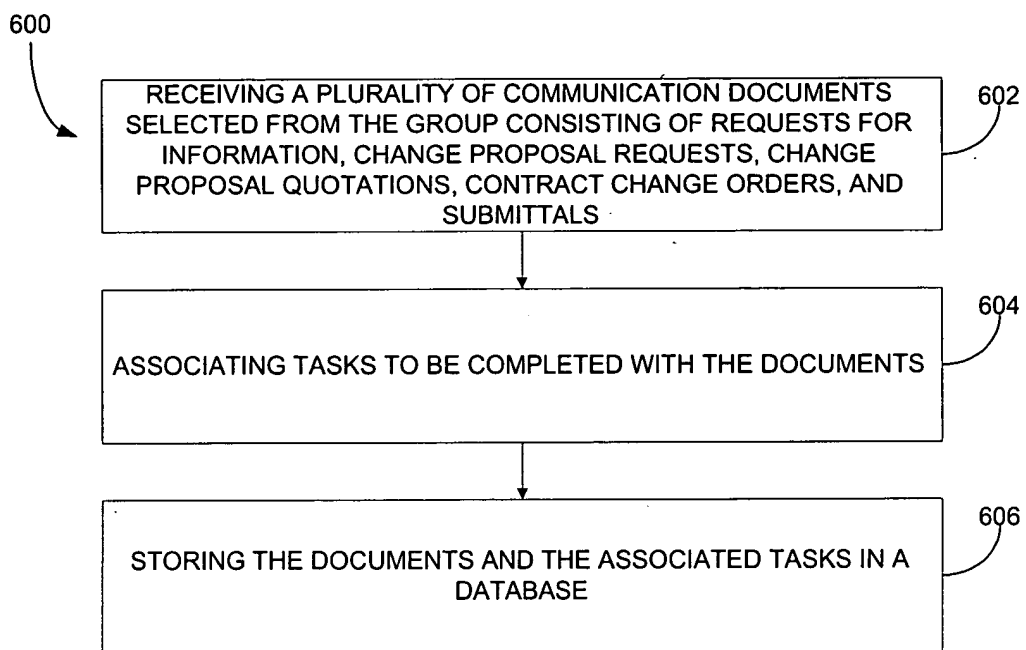 600
RECEIVING A PLURALITY OF COMMUNICATION DOCUMENTS
SELECTED FROM THE GROUP CONSISTING OF REQUESTS FOR
INFORMATION, CHANGE PROPOSAL REQUESTS, CHANGE
PROPOSAL QUOTATIONS, CONTRACT CHANGE ORDERS, AND
SUBMITTALS
602
ASSOCIATING TASKS TO BE COMPLETED WITH THE DOCUMENTS
604
STORING THE DOCUMENTS AND THE ASSOCIATED TASKS IN A
DATABASE
606